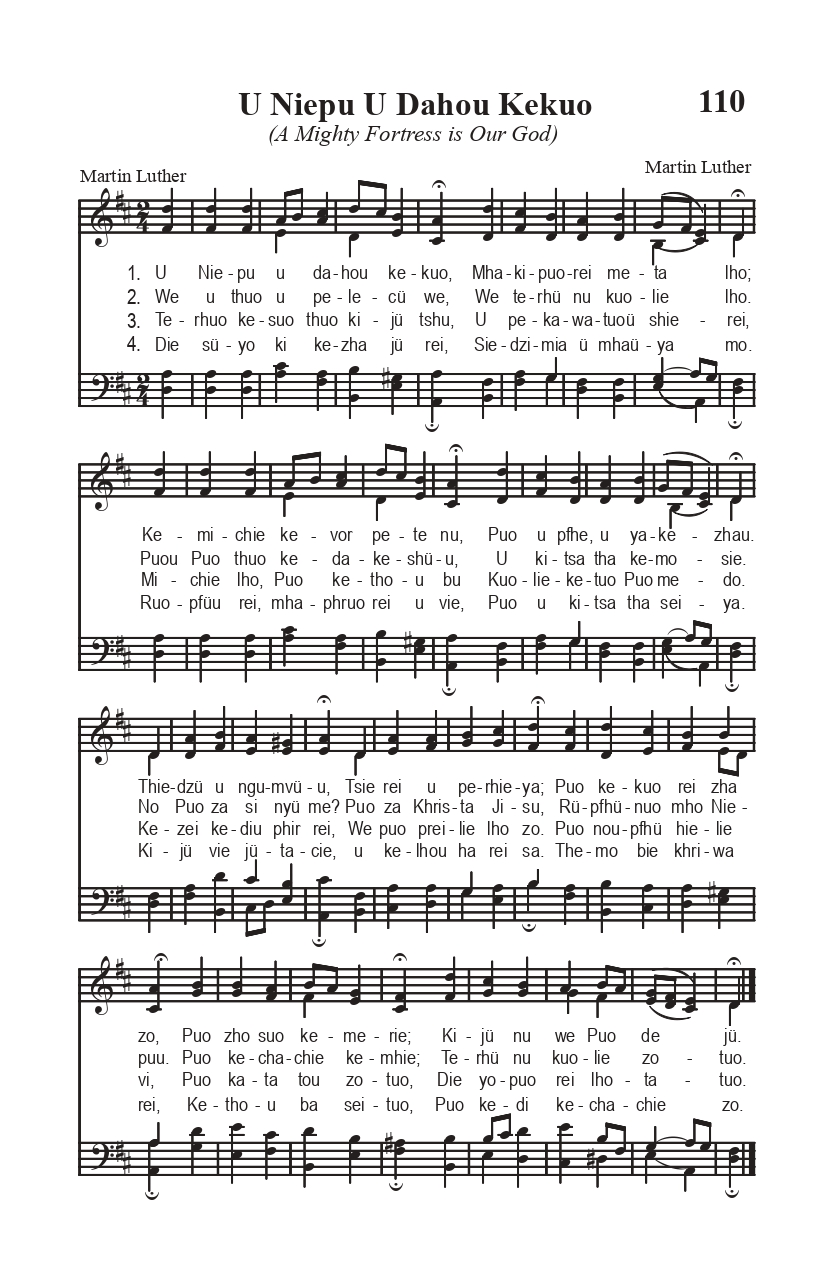 U Niepu U Dahou Kekuo 110
(A Mighty Fortress is Our God)
Martin Luther Martin Luther
1. U Nie - pu u da - hou ke - kuo, Mha - ki - puo - rei me - ta lho;
2. We u thuo u pe - le - cü we, We te - rhü nu kuo - lie lho.
3. Te - rhuo ke - suo thuo ki - jü tshu, U pe - ka - wa - tuoü shie - rei,
4. Die sü - yo ki ke - zha jü rei, Sie - dzi - mia ü mhaü - ya mo.
Ke - mi - chie ke - vor pe - te nu, Puo u pfhe, u ya - ke - zhau.
Puou Puo thuo ke - da - ke - shü - u, U ki - tsa tha ke - mo - sie.
Mi - chie lho, Puo ke - tho - u bu Kuo - lie - ke - tuo Puo me - do.
Ruo - pfüu rei, mha - phruo rei u vie, Puo u ki - tsa tha sei - ya.
Thie - dzü u ngu - mvü - u, Tsie rei u pe - rhie - ya; Puo ke - kuo rei zha
No Puo za si nyü me? Puo za Khris - ta Ji - su, Rü - pfhü - nuo mho Nie -
Ke - zei ke - diu phir rei, We puo prei - lie lho zo. Puo nou - pfhü hie - lie
Ki - jü vie jü - ta - cie, u ke - lhou ha rei sa. The - mo bie khri - wa
zo, Puo zho suo ke - me - rie; Ki - jü nu we Puo de jü.
puu. Puo ke - cha - chie ke - mhie; Te - rhü nu kuo - lie zo - tuo.
vi, Puo ka - ta tou zo - tuo, Die yo - puo rei lho - ta - tuo.
rei, Ke - tho - u ba sei - tuo, Puo ke - di ke - cha - chie zo.